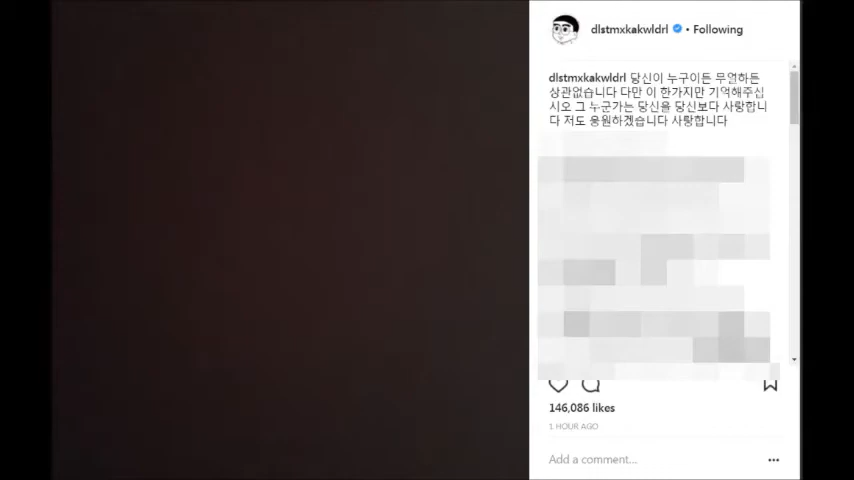 dlstmxkakwldrl • Following
dlstmxkakwldrl 당신이 누구이든 무얼하든
상관없습니다 다만 이 한가지만 기억해주십
시오 그 누군가는 당신을 당신보다 사랑합니
다 저도 응원하겠습니다 사랑합니다
146,086 likes
1 HOUR AGO
Add a comment...